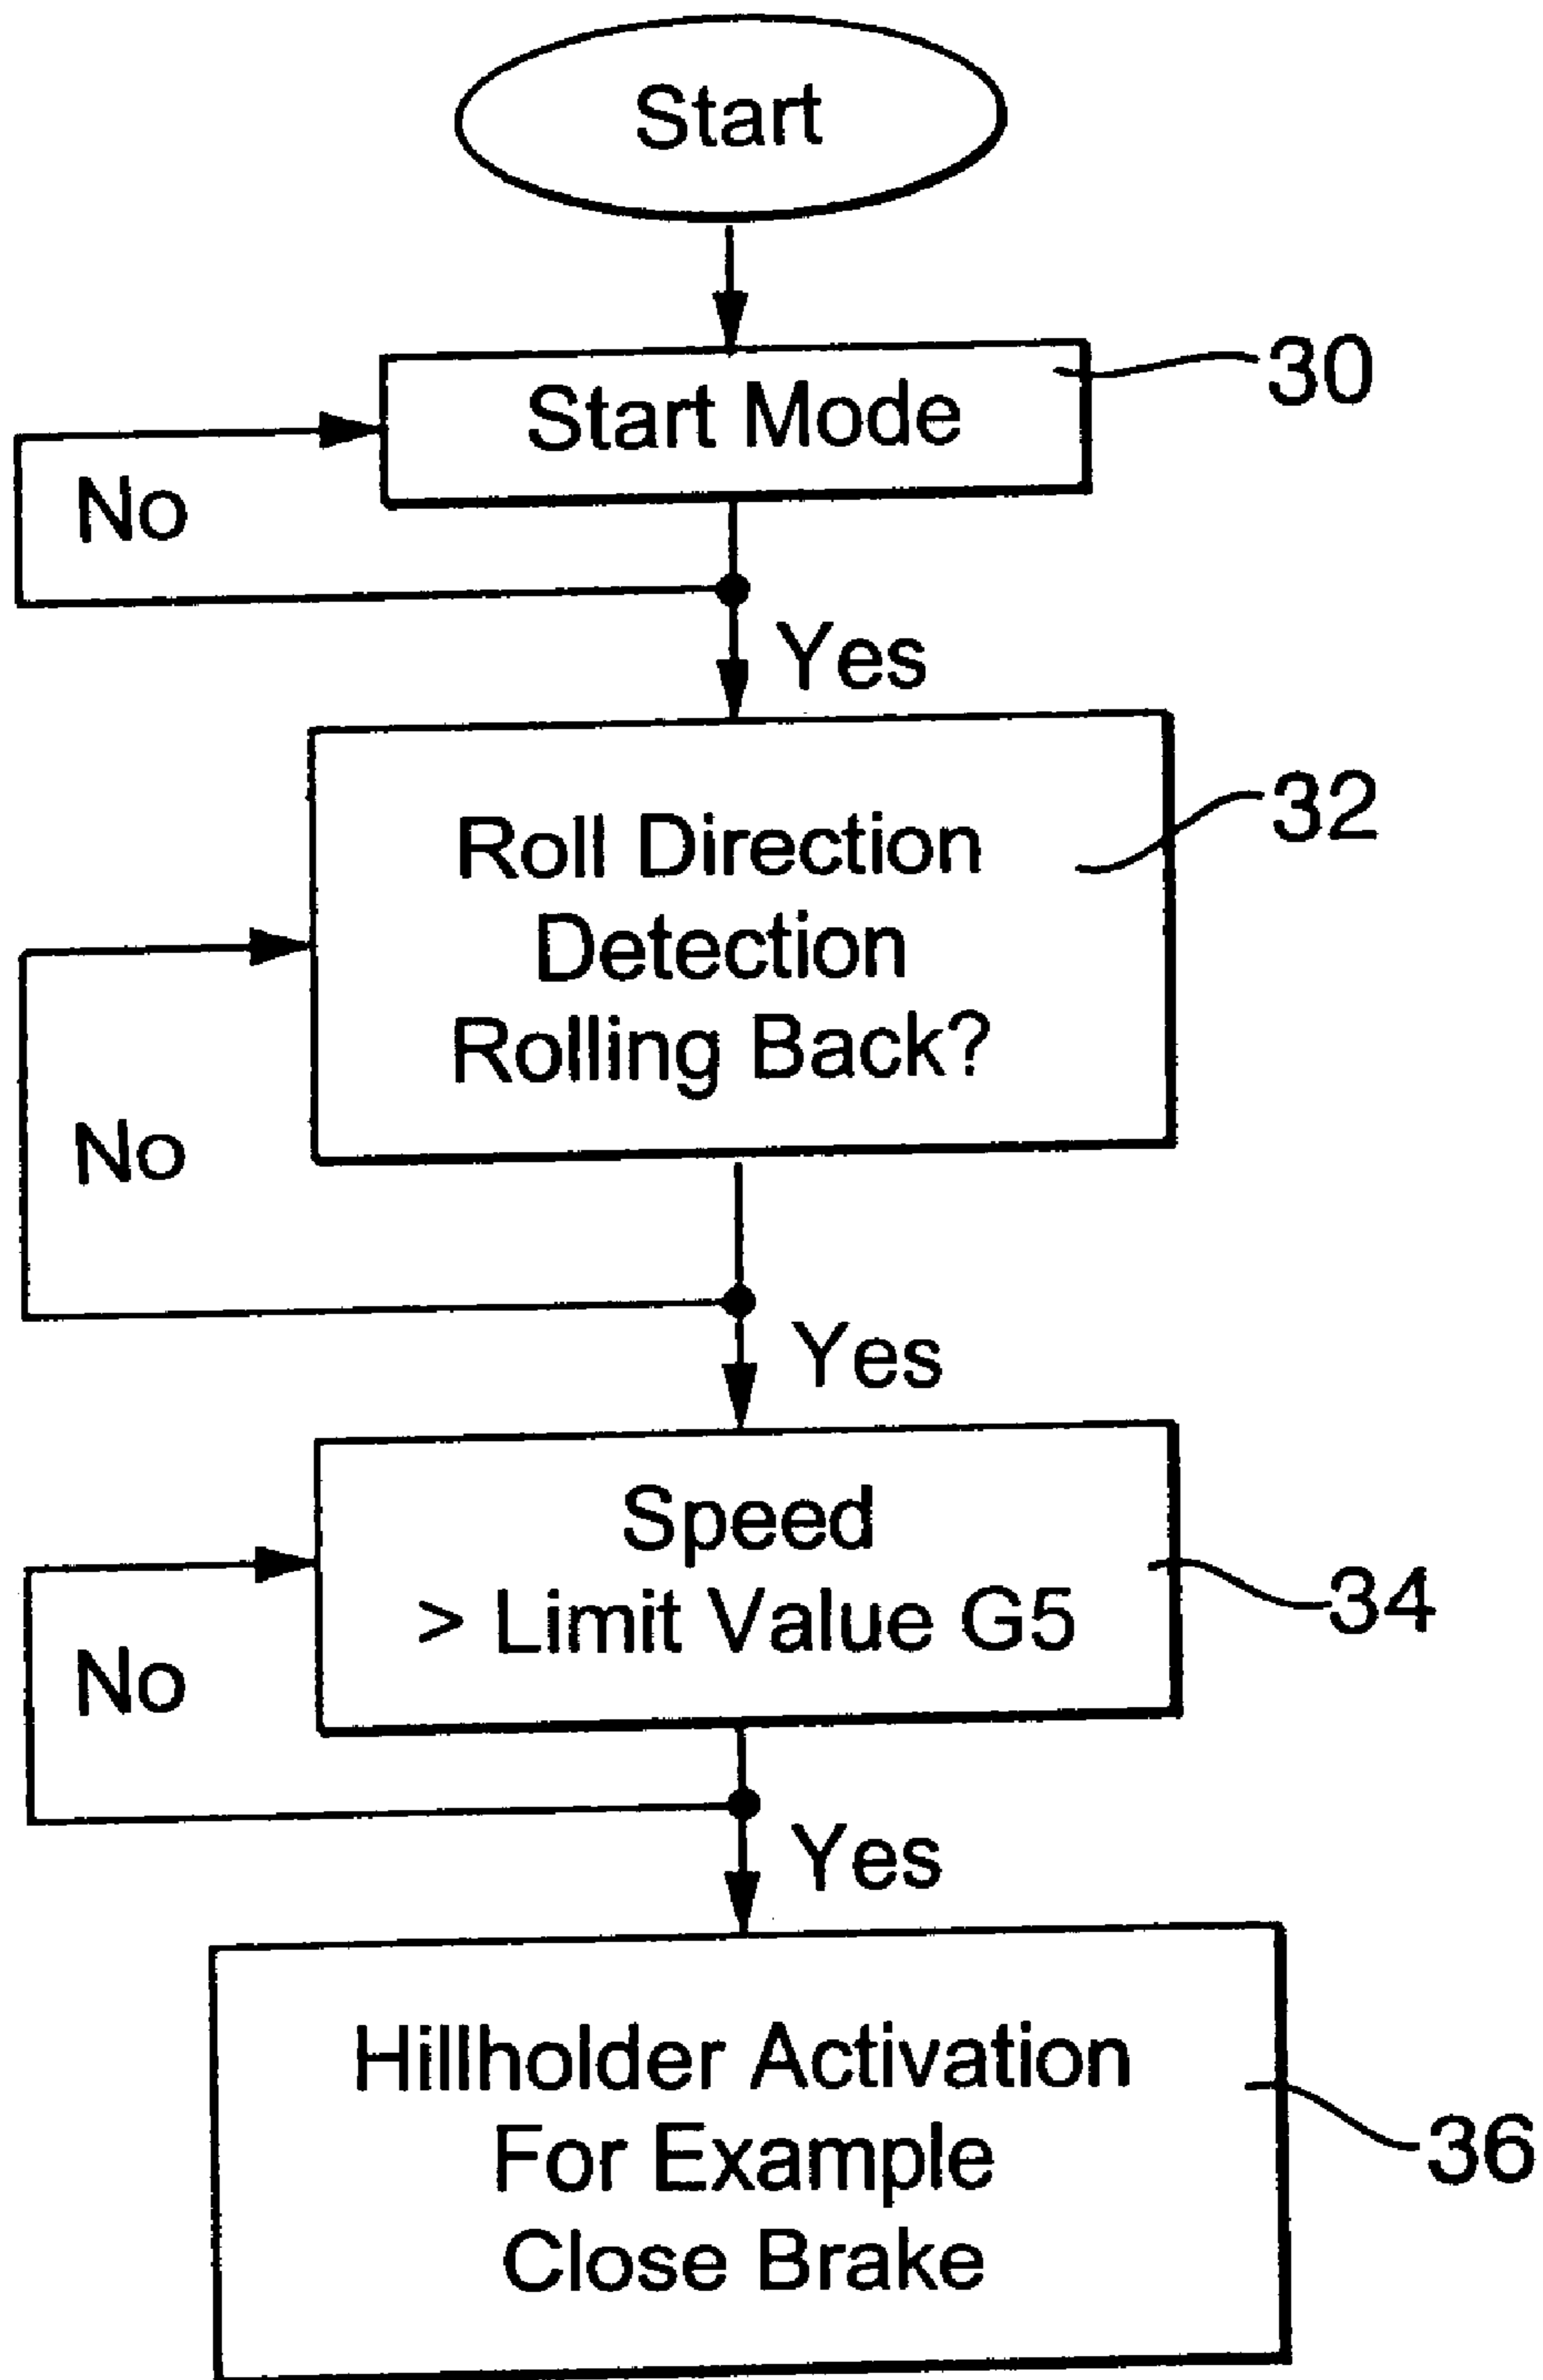 Start
Start Mode
30
No
Yes
Roll Direction
Detection
Rolling Back?
32
No
Yes
Speed
> Limit Value G5
34
No
Yes
Hillholder Activation
For Example
Close Brake
36